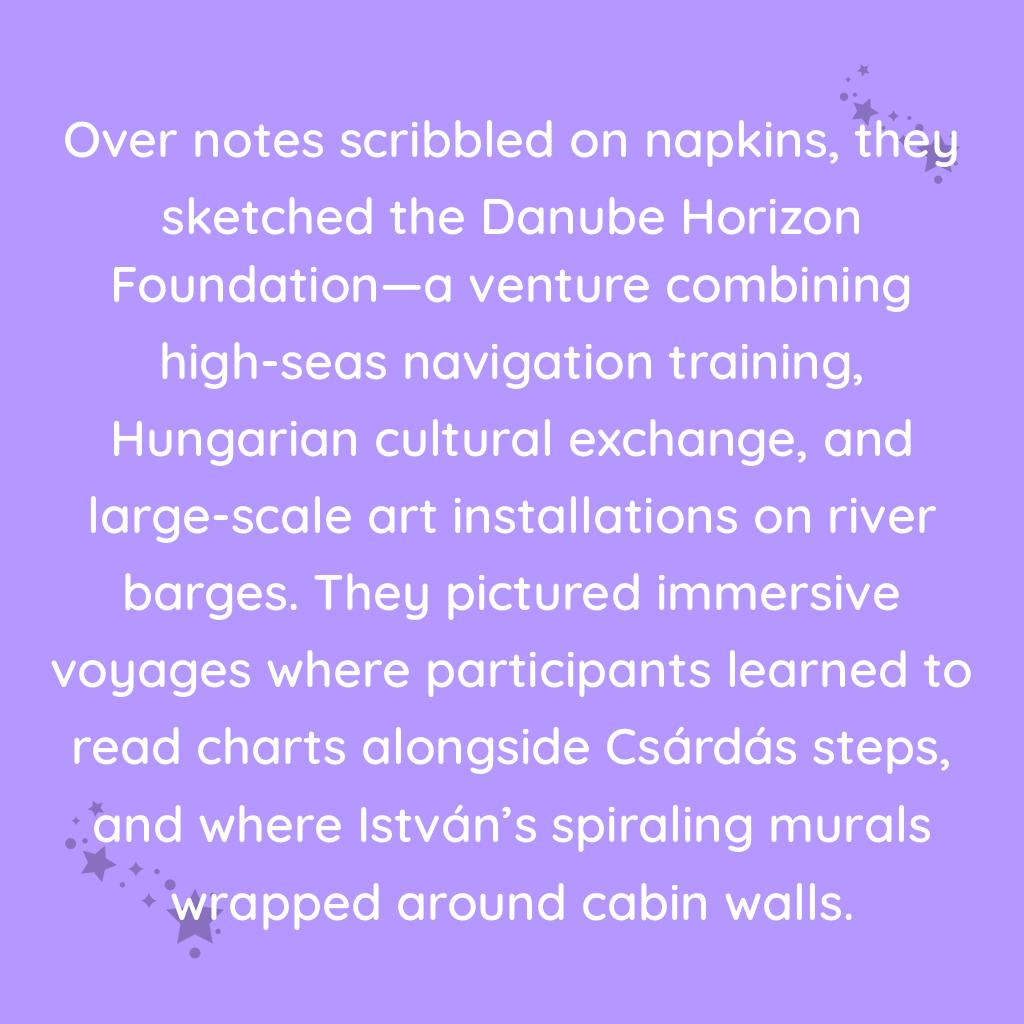 Over notes scribbled on napkins, they
sketched the Danube Horizon
Foundation—a venture combining
high-seas navigation training,
Hungarian cultural exchange, and
large-scale art installations on river
barges. They pictured immersive
voyages where participants learned to
read charts alongside Csárdás steps,
and where István’s spiraling murals
wrapped around cabin walls.